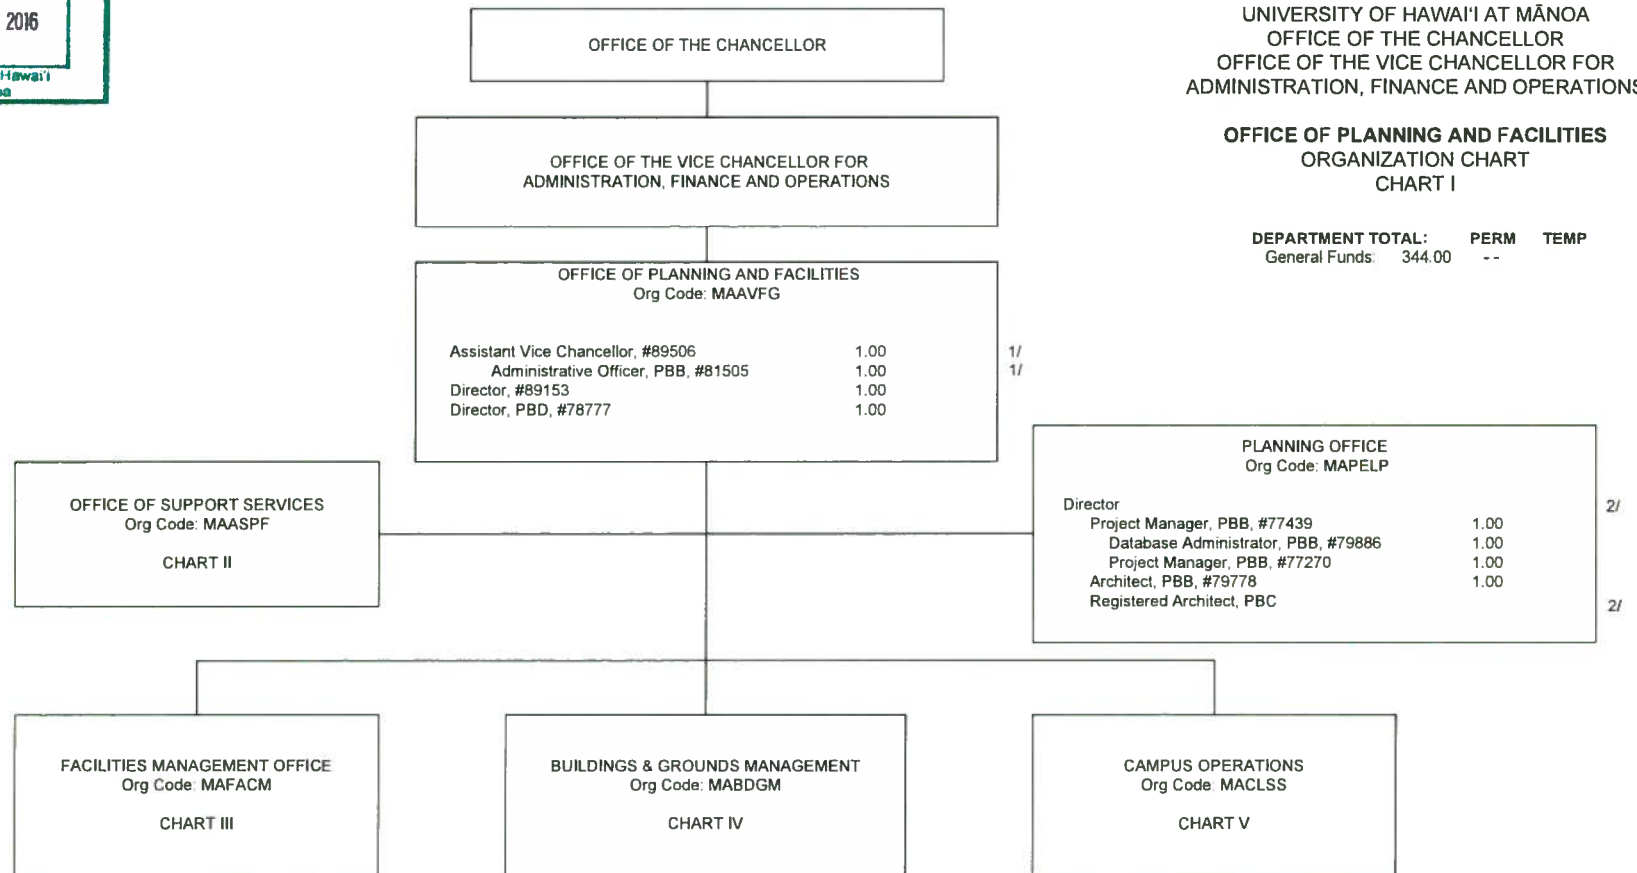 2016
Hawai'i
OFFICE OF THE CHANCELLOR
UNIVERSITY OF HAWAI'I AT MĀNOA
OFFICE OF THE CHANCELLOR
OFFICE OF THE VICE CHANCELLOR FOR
ADMINISTRATION, FINANCE AND OPERATIONS
OFFICE OF PLANNING AND FACILITIES
ORGANIZATION CHART
CHART I
DEPARTMENT TOTAL: PERM TEMP
General Funds: 344.00 - -
OFFICE OF THE VICE CHANCELLOR FOR
ADMINISTRATION, FINANCE AND OPERATIONS
OFFICE OF PLANNING AND FACILITIES
Org Code: MAAVFG
Assistant Vice Chancellor, #89506 1.00 1/
Administrative Officer, PBB, #81505 1.00 1/
Director, #89153 1.00
Director, PBD, #78777 1.00
PLANNING OFFICE
Org Code: MAPELP
Director 2/
Project Manager, PBB, #77439 1.00
Database Administrator, PBB, #79886 1.00
Project Manager, PBB, #77270 1.00
Architect, PBB, #79778 1.00
Registered Architect, PBC 2/
OFFICE OF SUPPORT SERVICES
Org Code: MAASPF
CHART II
FACILITIES MANAGEMENT OFFICE
Org Code: MAFACM
CHART III
BUILDINGS & GROUNDS MANAGEMENT
Org Code: MABDGM
CHART IV
CAMPUS OPERATIONS
Org Code: MACLSS
CHART V